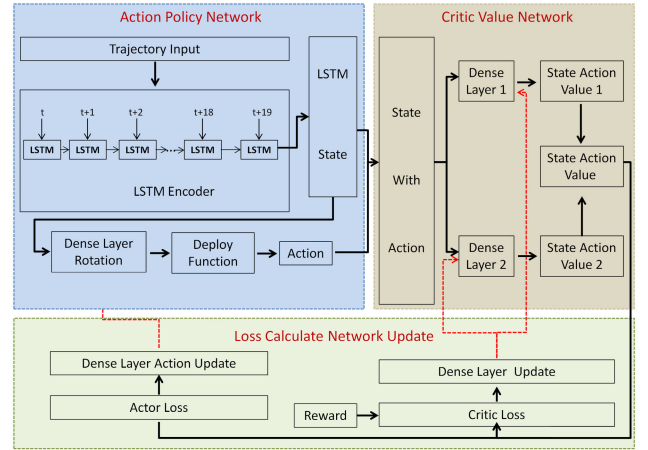 Action Policy Network
Trajectory Input
t
t+1
t+2
t+18
t+19
LSTM
LSTM
LSTM
....
LSTM
LSTM
LSTM Encoder
LSTM
State
Dense Layer
Rotation
Deploy
Function
Action
Critic Value Network
State
With
Action
Dense
Layer 1
State Action
Value 1
State Action
Value
Dense
Layer 2
State Action
Value 2
Loss Calculate Network Update
Dense Layer Action Update
Actor Loss
Dense Layer Update
Reward
Critic Loss